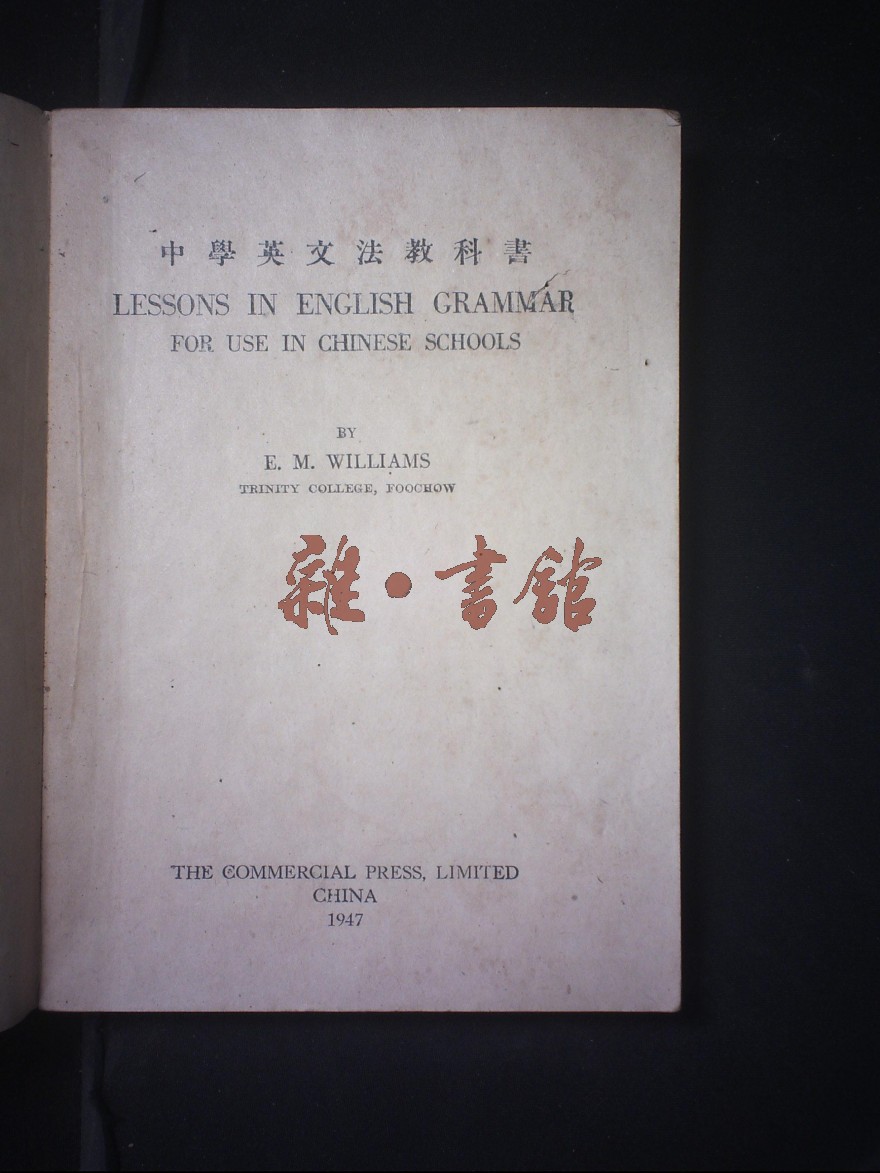 中學英文法教科書
LESSONS IN ENGLISH GRAMMAR
FOR USE IN CHINESE SCHOOLS
BY
E. M. WILLIAMS
TRINITY COLLEGE, FOOCHOW
雜·書館
THE COMMERCIAL PRESS, LIMITED
CHINA
1947